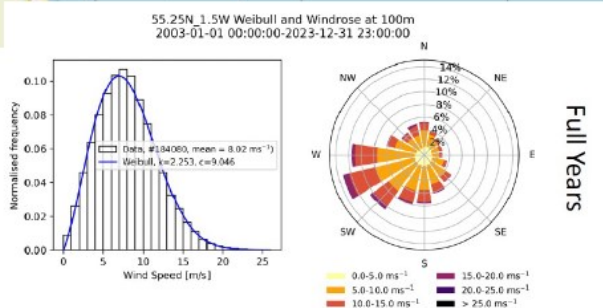 55.25N_1.5W Weibull and Windrose at 100m
2003-01-01 00:00:00-2023-12-31 23:00:00
Normalised frequency
0.10
0.08
0.06
0.04
0.02
0.00
Data, #184080, mean = 8.02 ms⁻¹
Weibull, k=2.253, c=9.046
0 5 10 15 20 25
Wind Speed [m/s]
N
NW NE
14%
12%
10%
8%
6%
4%
2%
W E
SW SE
S
0.0-5.0 ms⁻¹
5.0-10.0 ms⁻¹
10.0-15.0 ms⁻¹
15.0-20.0 ms⁻¹
20.0-25.0 ms⁻¹
> 25.0 ms⁻¹
Full Years